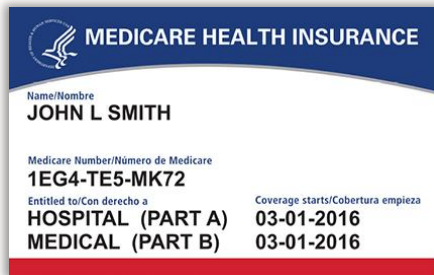 MEDICARE HEALTH INSURANCE
Name/Nombre
JOHN L SMITH
Medicare Number/Número de Medicare
1EG4-TE5-MK72
Entitled to/Con derecho a Coverage starts/Cobertura empieza
HOSPITAL (PART A) 03-01-2016
MEDICAL (PART B) 03-01-2016